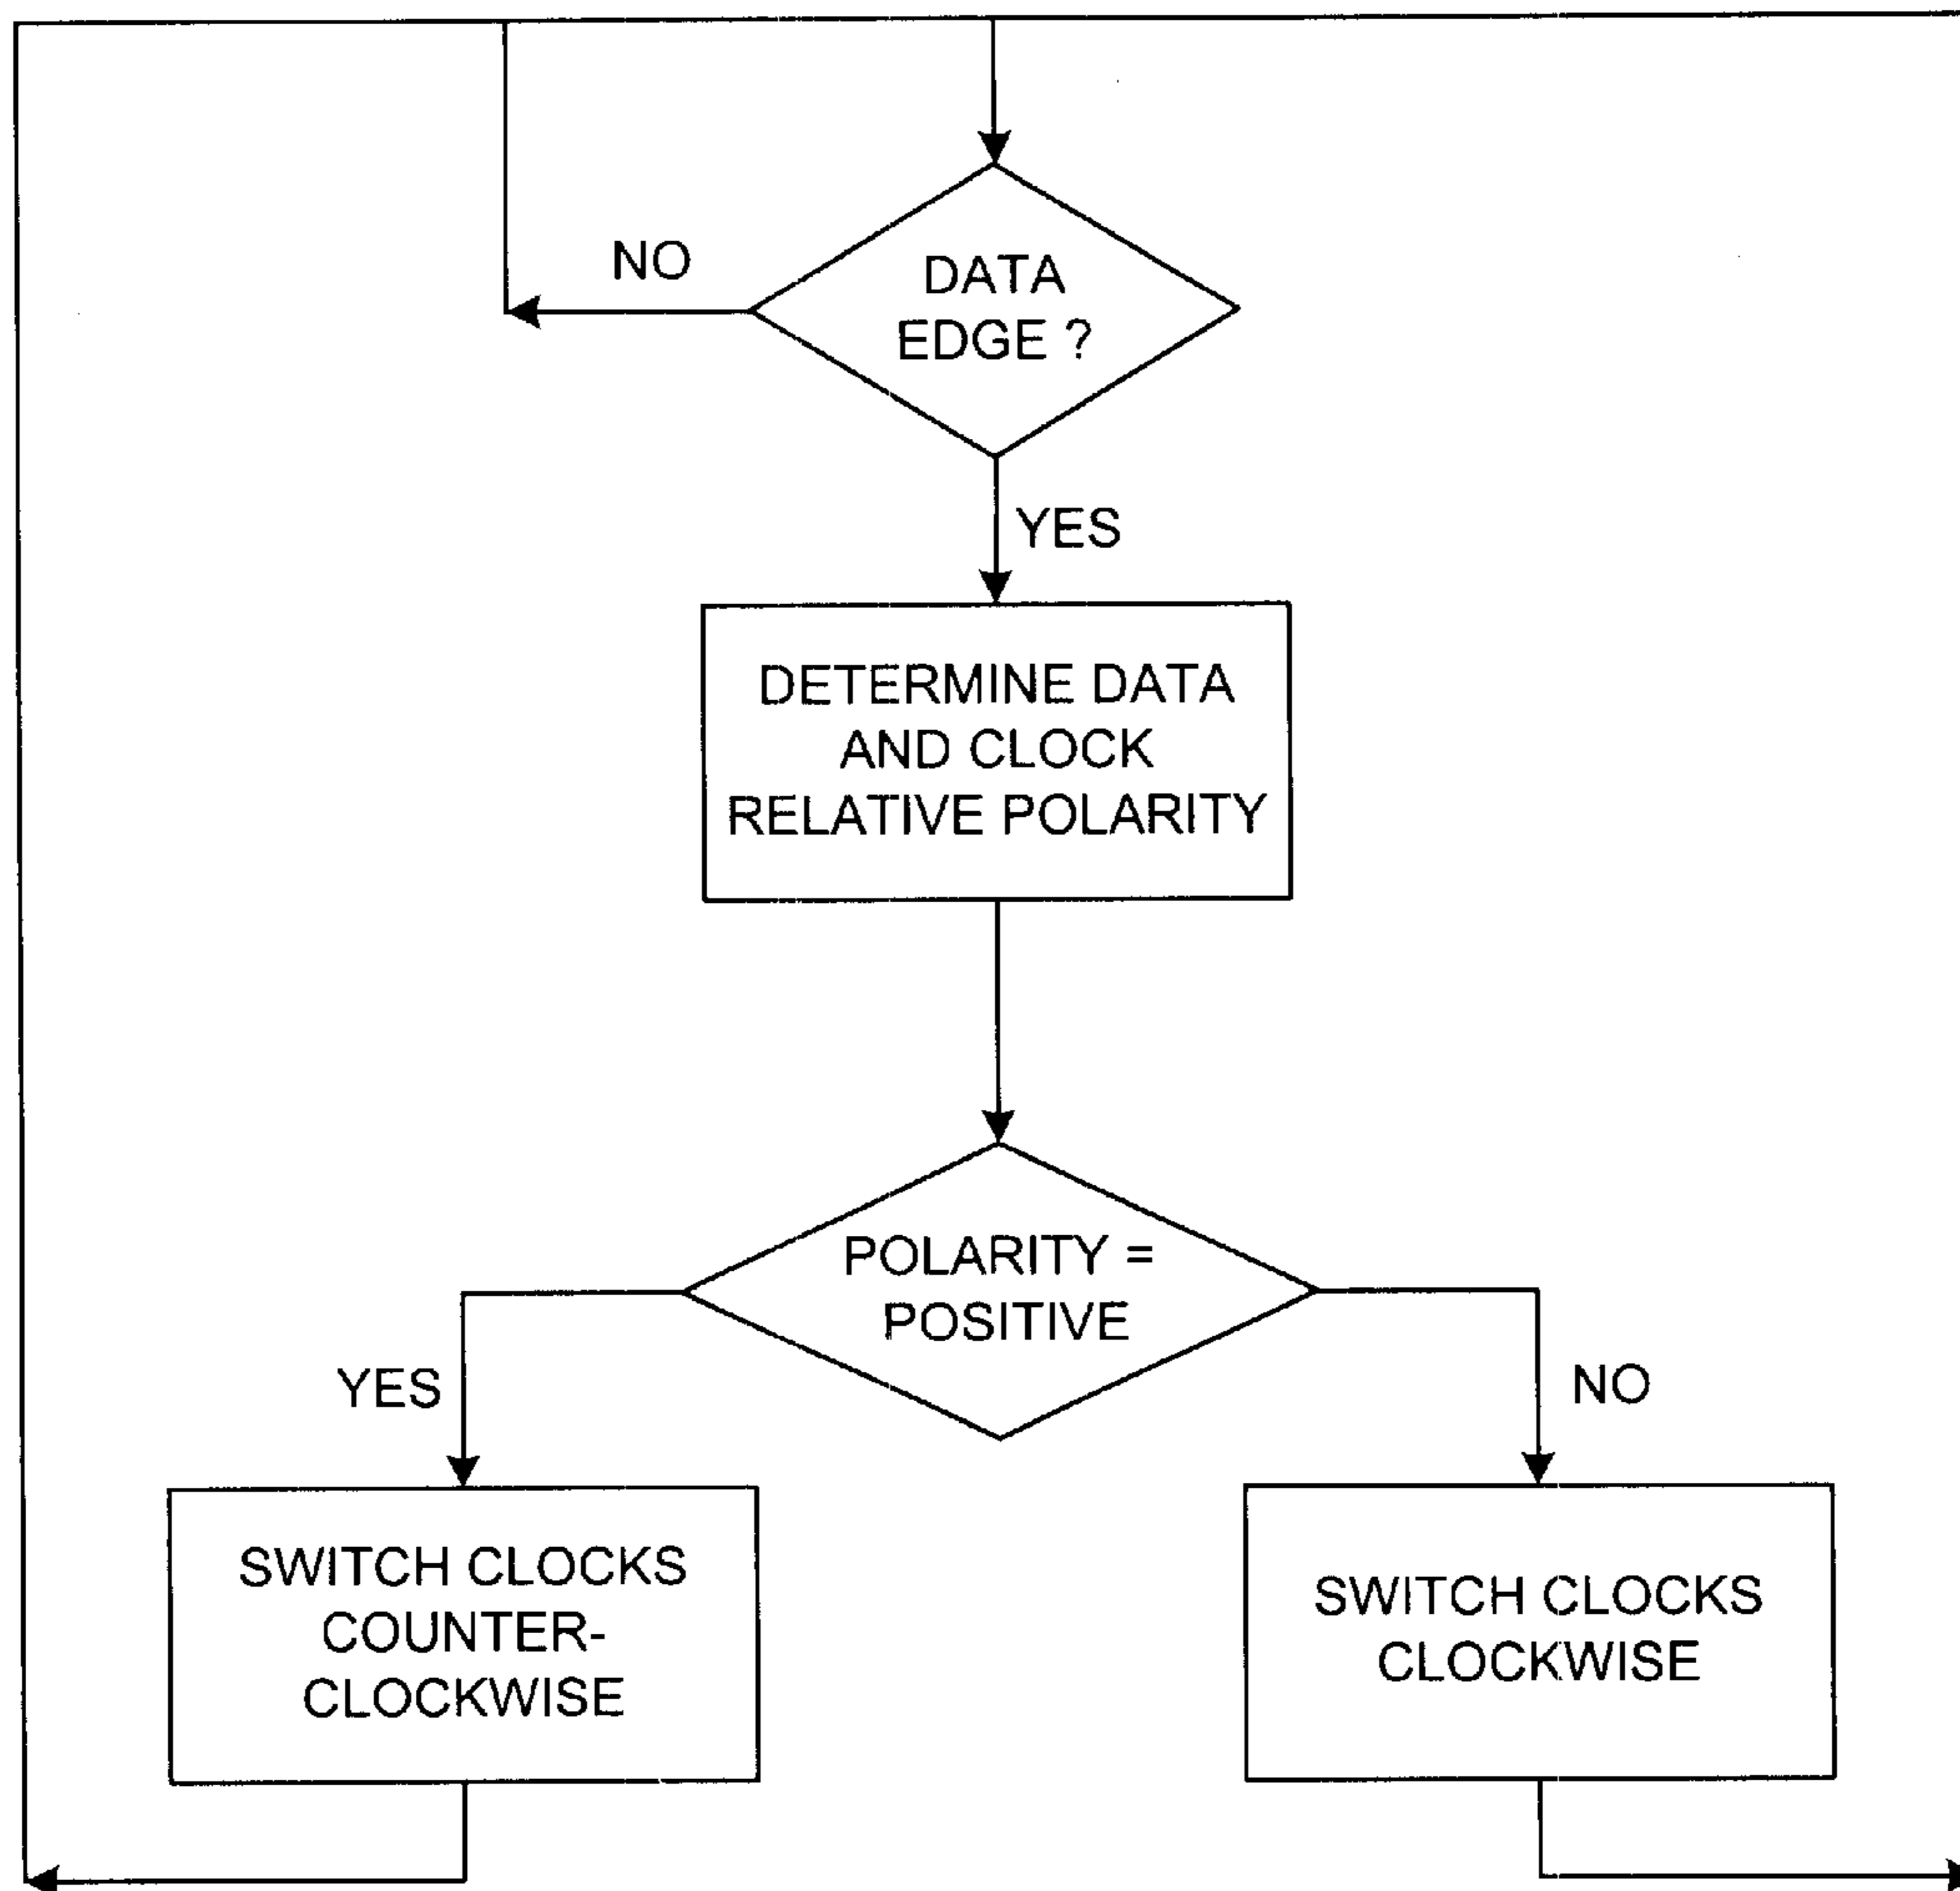 DATA
EDGE ?
NO
YES
DETERMINE DATA
AND CLOCK
RELATIVE POLARITY
POLARITY =
POSITIVE
YES
NO
SWITCH CLOCKS
COUNTER-
CLOCKWISE
SWITCH CLOCKS
CLOCKWISE